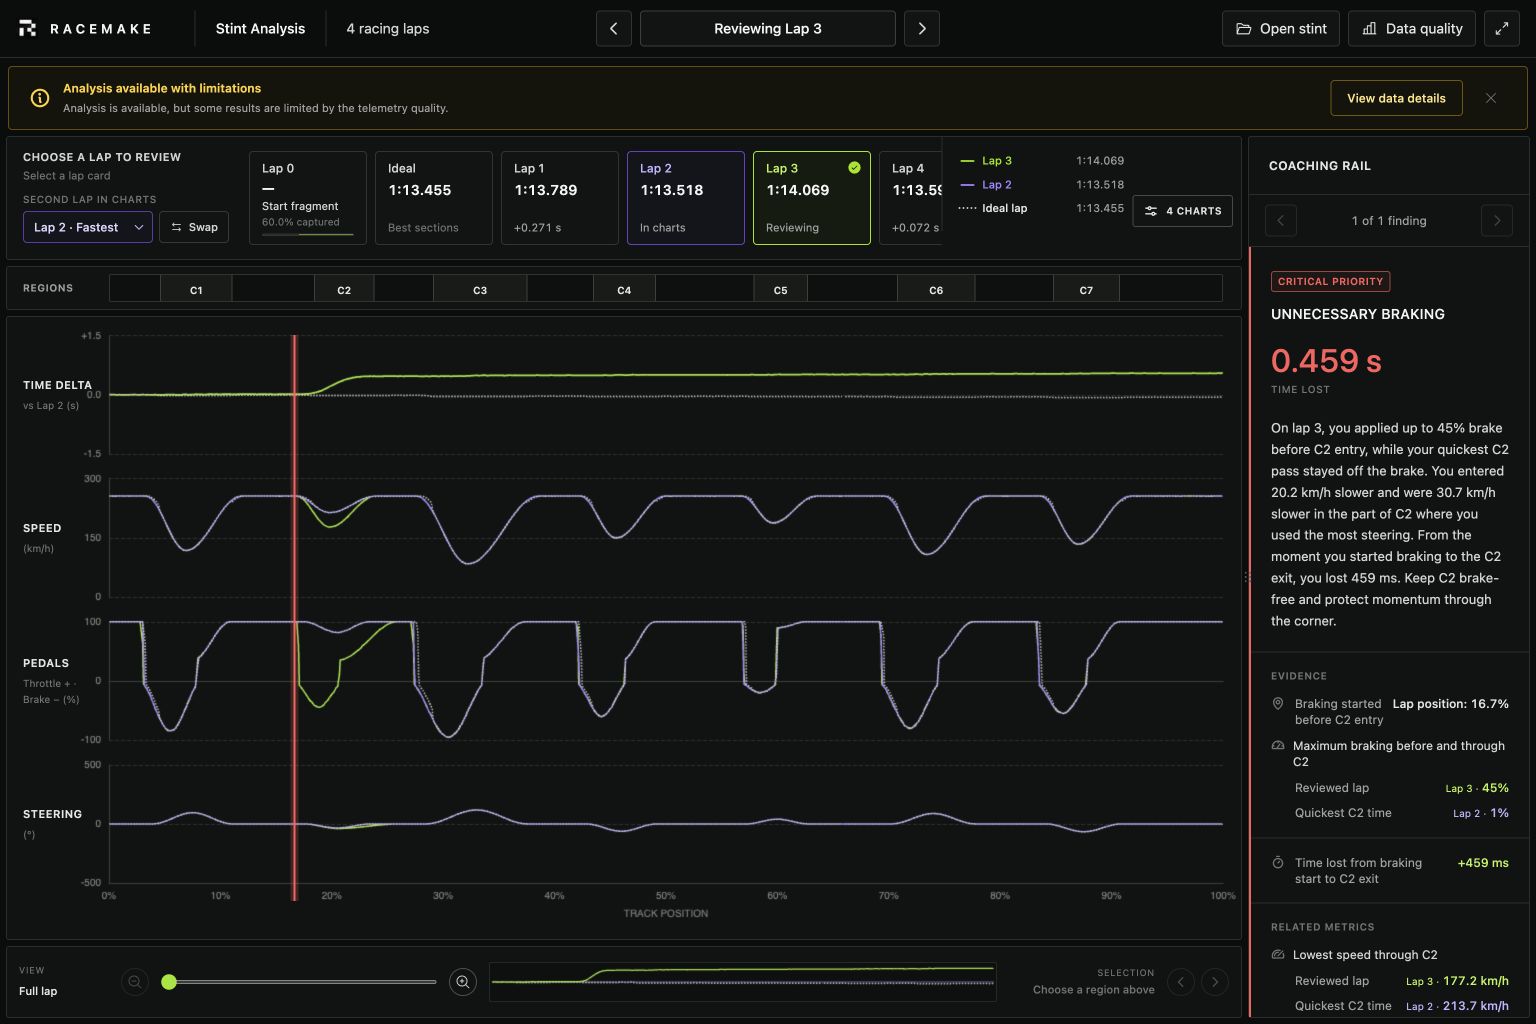 RACEMAKE
Stint Analysis
4 racing laps
Reviewing Lap 3
Open stint
Data quality
Analysis available with limitations
Analysis is available, but some results are limited by the telemetry quality.
View data details
CHOOSE A LAP TO REVIEW
Select a lap card
SECOND LAP IN CHARTS
Lap 2 · Fastest
Swap
Lap 0
—
Start fragment
60.0% captured
Ideal
1:13.455
Best sections
Lap 1
1:13.789
+0.271 s
Lap 2
1:13.518
In charts
Lap 3
1:14.069
Reviewing
Lap 4
1:13.59
+0.072 s
Lap 3 1:14.069
Lap 2 1:13.518
Ideal lap 1:13.455
4 CHARTS
REGIONS
C1 C2 C3 C4 C5 C6 C7
TIME DELTA
vs Lap 2 (s)
+1.5
0.0
-1.5
SPEED
(km/h)
300
150
0
PEDALS
Throttle + ·
Brake − (%)
100
0
-100
STEERING
(°)
500
0
-500
0% 10% 20% 30% 40% 50% 60% 70% 80% 90% 100%
TRACK POSITION
VIEW
Full lap
SELECTION
Choose a region above
COACHING RAIL
1 of 1 finding
CRITICAL PRIORITY
UNNECESSARY BRAKING
0.459 s
TIME LOST
On lap 3, you applied up to 45% brake
before C2 entry, while your quickest C2
pass stayed off the brake. You entered
20.2 km/h slower and were 30.7 km/h
slower in the part of C2 where you
used the most steering. From the
moment you started braking to the C2
exit, you lost 459 ms. Keep C2 brake-
free and protect momentum through
the corner.
EVIDENCE
Braking started Lap position: 16.7%
before C2 entry
Maximum braking before and through
C2
Reviewed lap Lap 3 · 45%
Quickest C2 time Lap 2 · 1%
Time lost from braking +459 ms
start to C2 exit
RELATED METRICS
Lowest speed through C2
Reviewed lap Lap 3 · 177.2 km/h
Quickest C2 time Lap 2 · 213.7 km/h